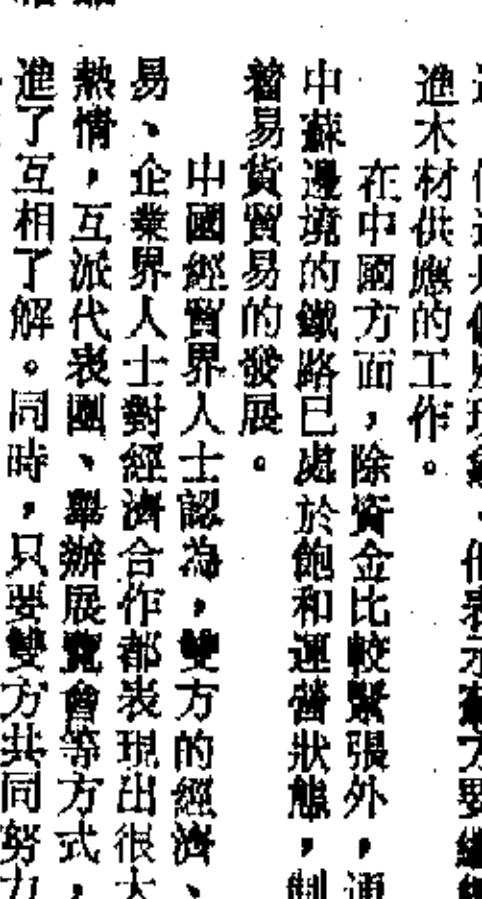 進木材供應的工作。
在中國方面，除資金比較緊張外，通
中蘇邊境的鐵路已處於飽和運營狀態，制
著易貨貿易的發展。
中國經貿界人士認為，雙方的經濟、
易、企業界人士對經濟合作都表現出很大
熱情，互派代表團、舉辦展覽會等方式，
進了互相了解。同時，只要雙方共同努力